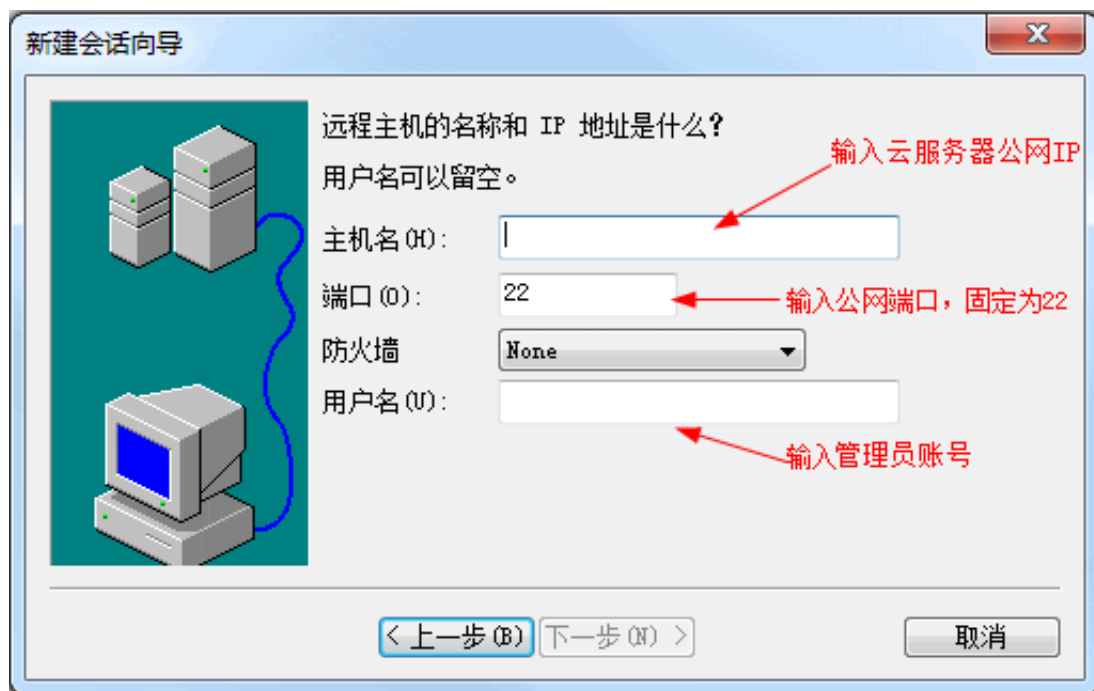 新建会话向导
远程主机的名称和 IP 地址是什么?
输入云服务器公网IP
用户名可以留空。
主机名(H):
端口(O): 22
输入公网端口，固定为22
防火墙 None
用户名(U):
输入管理员账号
< 上一步(B) 下一步(N) > 取消